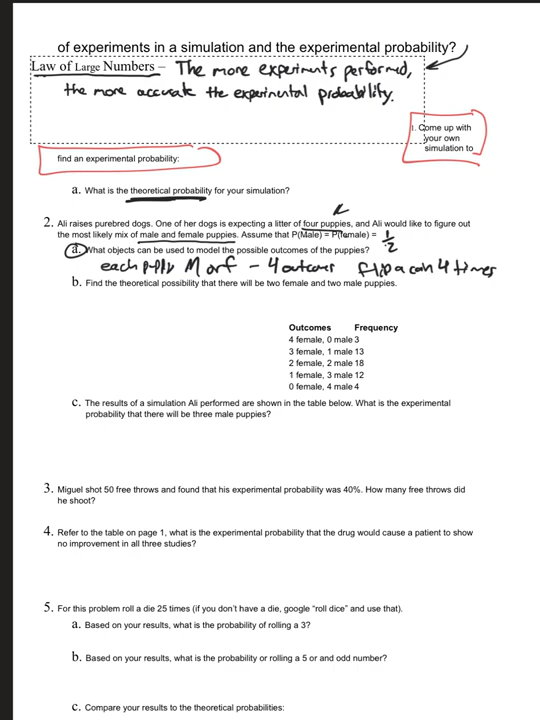 of experiments in a simulation and the experimental probability?
Law of Large Numbers – The more experiments performed,
the more accurate the experimental probability.
1. Come up with
your own
simulation to
find an experimental probability:
a. What is the theoretical probability for your simulation?
2. Ali raises purebred dogs. One of her dogs is expecting a litter of four puppies, and Ali would like to figure out
the most likely mix of male and female puppies. Assume that P(Male) = P(female) = 1/2
a. What objects can be used to model the possible outcomes of the puppies?
each puppy M or f - 4 outcomes flip a coin 4 times
b. Find the theoretical possibility that there will be two female and two male puppies.
Outcomes Frequency
4 female, 0 male 3
3 female, 1 male 13
2 female, 2 male 18
1 female, 3 male 12
0 female, 4 male 4
c. The results of a simulation Ali performed are shown in the table below. What is the experimental
probability that there will be three male puppies?
3. Miguel shot 50 free throws and found that his experimental probability was 40%. How many free throws did
he shoot?
4. Refer to the table on page 1, what is the experimental probability that the drug would cause a patient to show
no improvement in all three studies?
5. For this problem roll a die 25 times (if you don't have a die, google "roll dice" and use that).
a. Based on your results, what is the probability of rolling a 3?
b. Based on your results, what is the probability or rolling a 5 or and odd number?
c. Compare your results to the theoretical probabilities: